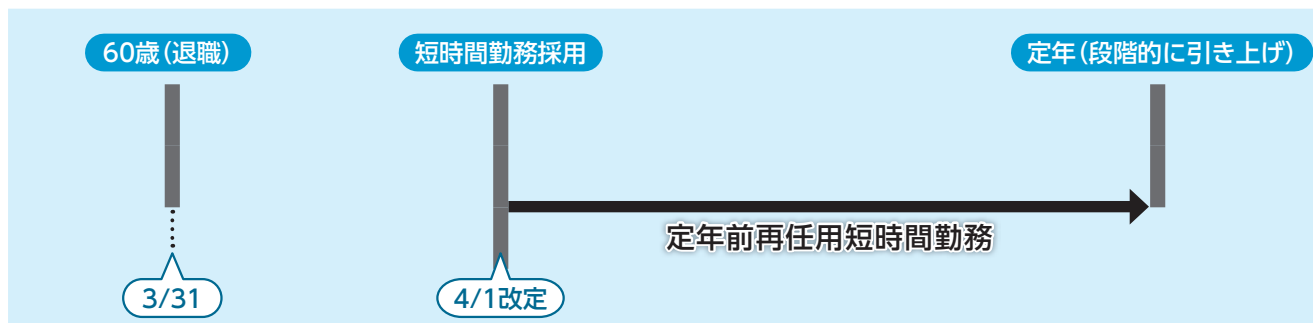 60歳(退職)
短時間勤務採用
定年(段階的に引き上げ)
定年前再任用短時間勤務
3/31
4/1改定